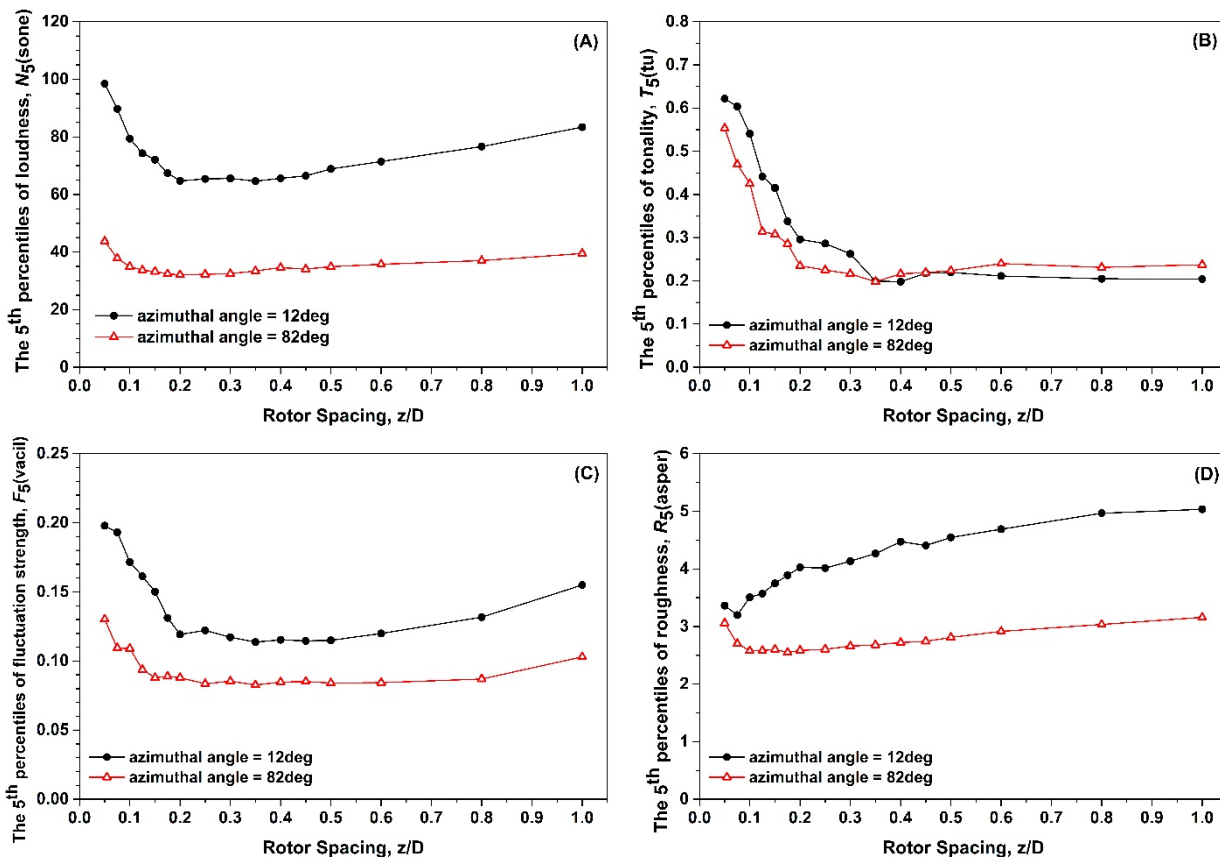 (A)
The 5th percentiles of loudness, N5(sone)
120
100
80
60
40
20
0
azimuthal angle = 12deg
azimuthal angle = 82deg
0.0 0.1 0.2 0.3 0.4 0.5 0.6 0.7 0.8 0.9 1.0
Rotor Spacing, z/D
(B)
The 5th percentiles of tonality, T5(tu)
0.8
0.7
0.6
0.5
0.4
0.3
0.2
0.1
0.0
azimuthal angle = 12deg
azimuthal angle = 82deg
0.0 0.1 0.2 0.3 0.4 0.5 0.6 0.7 0.8 0.9 1.0
Rotor Spacing, z/D
(C)
The 5th percentiles of fluctuation strength, F5(vacil)
0.25
0.20
0.15
0.10
0.05
0.00
azimuthal angle = 12deg
azimuthal angle = 82deg
0.0 0.1 0.2 0.3 0.4 0.5 0.6 0.7 0.8 0.9 1.0
Rotor Spacing, z/D
(D)
The 5th percentiles of roughness, R5(asper)
6
5
4
3
2
1
0
azimuthal angle = 12deg
azimuthal angle = 82deg
0.0 0.1 0.2 0.3 0.4 0.5 0.6 0.7 0.8 0.9 1.0
Rotor Spacing, z/D